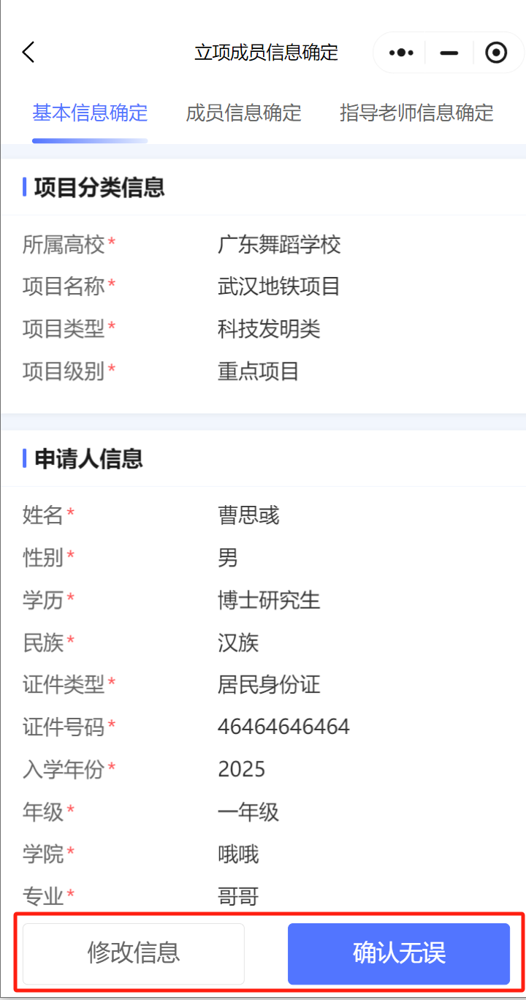 立项成员信息确定
基本信息确定 成员信息确定 指导老师信息确定
项目分类信息
所属高校* 广东舞蹈学校
项目名称* 武汉地铁项目
项目类型* 科技发明类
项目级别* 重点项目
申请人信息
姓名* 曹思彧
性别* 男
学历* 博士研究生
民族* 汉族
证件类型* 居民身份证
证件号码* 46464646464
入学年份* 2025
年级* 一年级
学院* 哦哦
专业* 哥哥
修改信息 确认无误